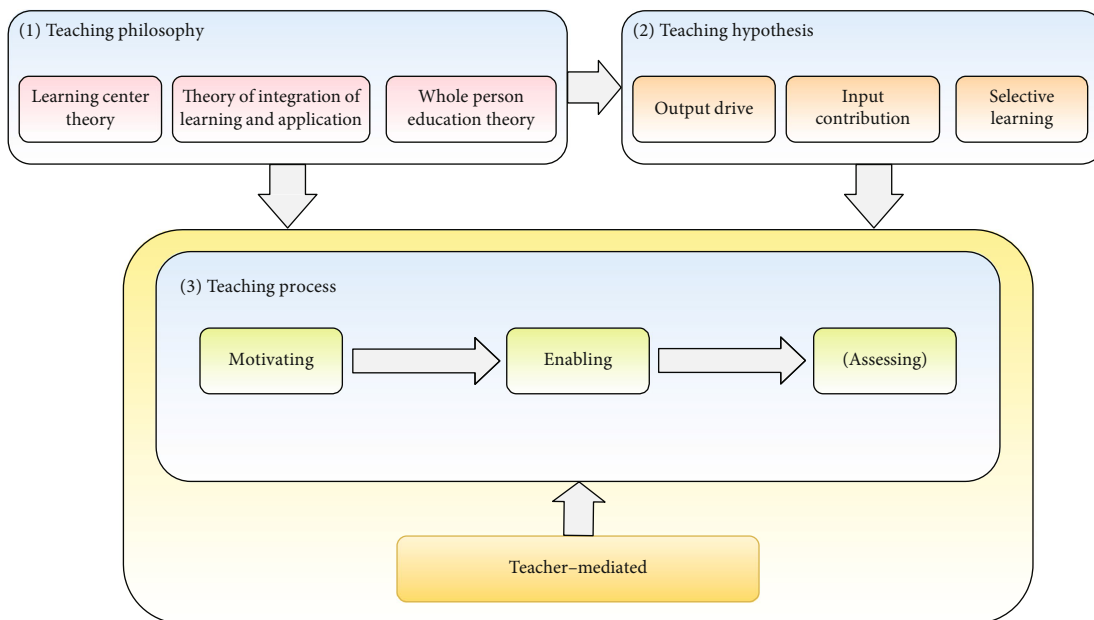 (1) Teaching philosophy
Learning center
theory
Theory of integration of
learning and application
Whole person
education theory
(2) Teaching hypothesis
Output drive
Input
contribution
Selective
learning
(3) Teaching process
Motivating
Enabling
(Assessing)
Teacher–mediated